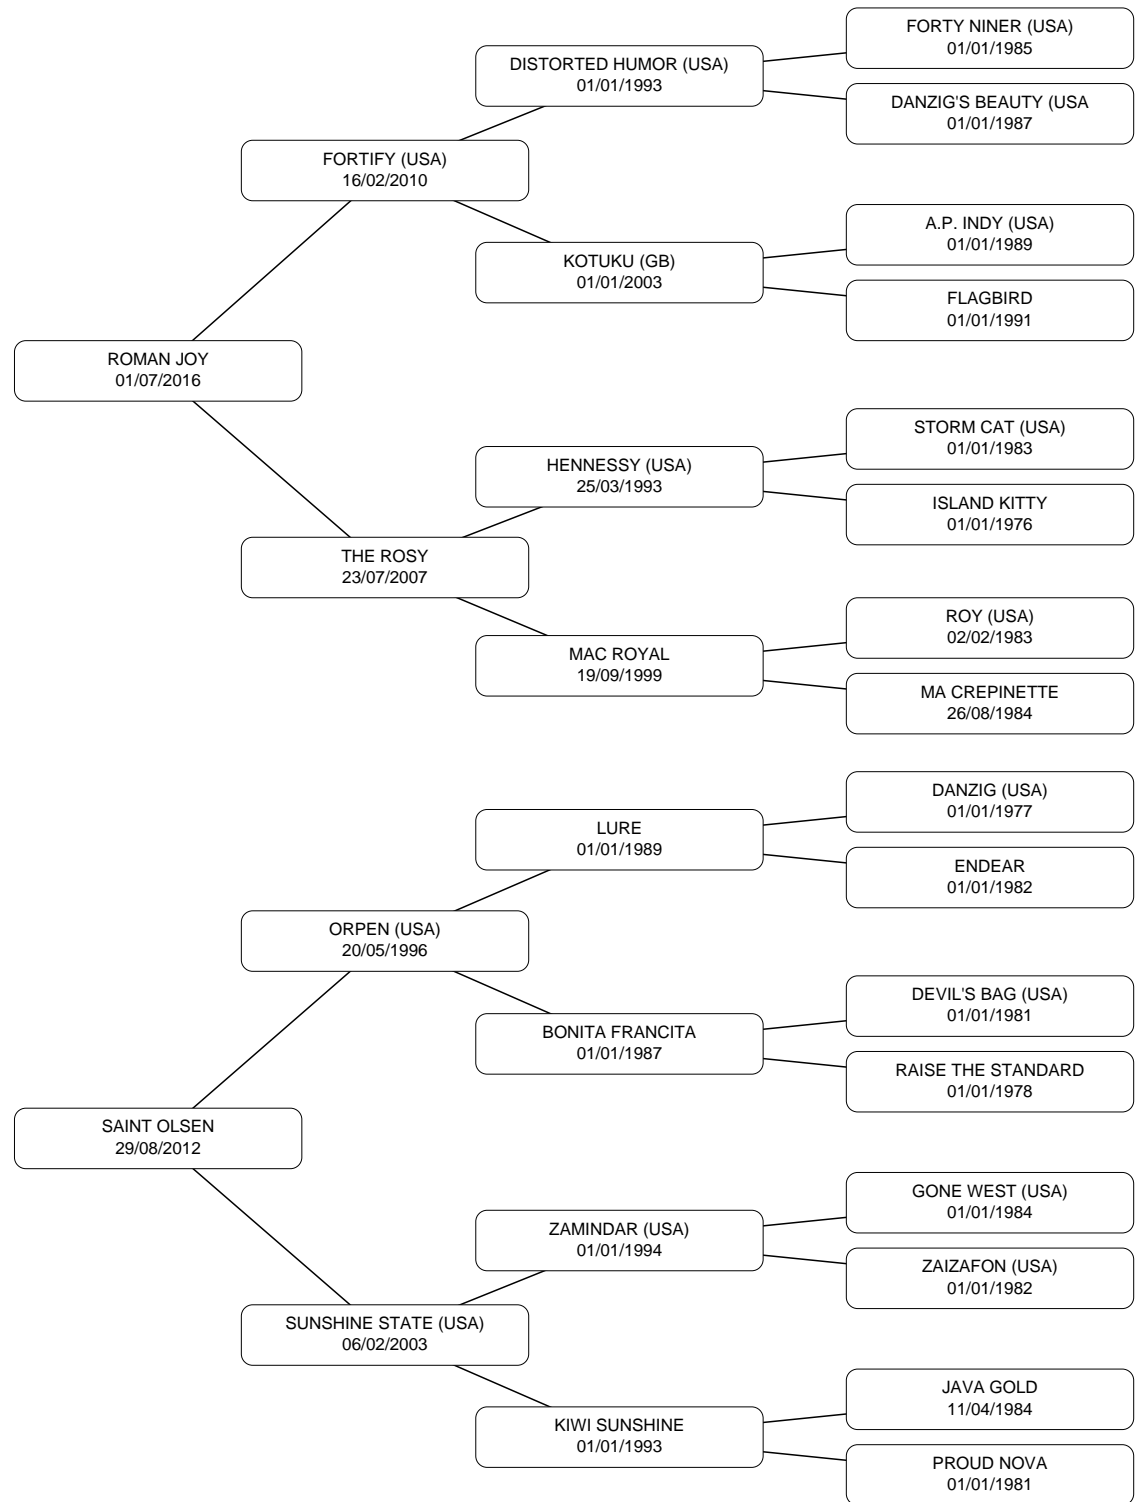 FORTY NINER (USA)
01/01/1985
DISTORTED HUMOR (USA)
01/01/1993
DANZIG'S BEAUTY (USA
01/01/1987
FORTIFY (USA)
16/02/2010
A.P. INDY (USA)
01/01/1989
KOTUKU (GB)
01/01/2003
FLAGBIRD
01/01/1991
ROMAN JOY
01/07/2016
STORM CAT (USA)
01/01/1983
HENNESSY (USA)
25/03/1993
ISLAND KITTY
01/01/1976
THE ROSY
23/07/2007
ROY (USA)
02/02/1983
MAC ROYAL
19/09/1999
MA CREPINETTE
26/08/1984
DANZIG (USA)
01/01/1977
LURE
01/01/1989
ENDEAR
01/01/1982
ORPEN (USA)
20/05/1996
DEVIL'S BAG (USA)
01/01/1981
BONITA FRANCITA
01/01/1987
RAISE THE STANDARD
01/01/1978
SAINT OLSEN
29/08/2012
GONE WEST (USA)
01/01/1984
ZAMINDAR (USA)
01/01/1994
ZAIZAFON (USA)
01/01/1982
SUNSHINE STATE (USA)
06/02/2003
JAVA GOLD
11/04/1984
KIWI SUNSHINE
01/01/1993
PROUD NOVA
01/01/1981